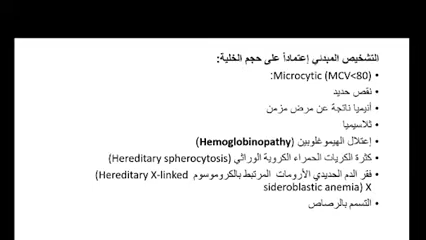 التشخيص المبدئي إعتماداً على حجم الخلية:
• Microcytic (MCV<80):
• نقص حديد
• أنيميا ناتجة عن مرض مزمن
• ثلاسيميا
• إعتلال الهيموغلوبين (Hemoglobinopathy)
• كثرة الكريات الحمراء الكروية الوراثي (Hereditary spherocytosis)
• فقر الدم الحديدي الأرومات المرتبط بالكروموسوم X (Hereditary X-linked
sideroblastic anemia)
• التسمم بالرصاص